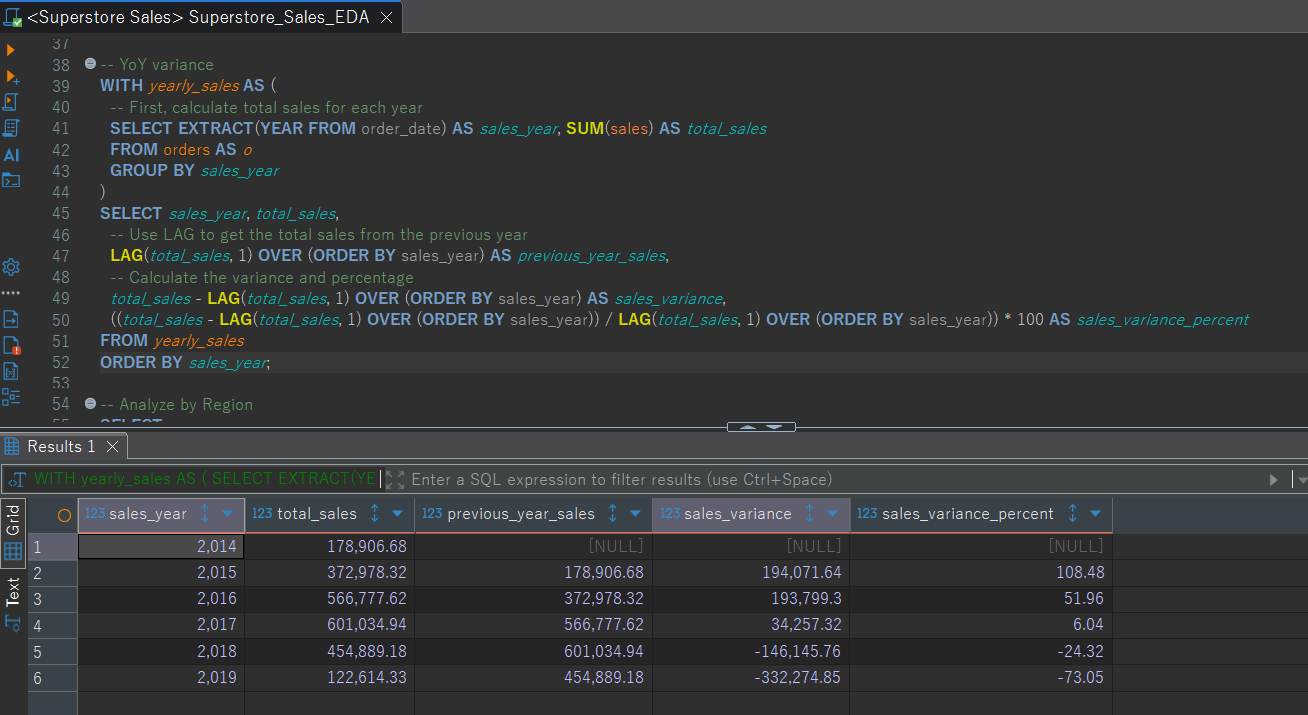 <Superstore Sales> Superstore_Sales_EDA
37
38 -- YoY variance
39 WITH yearly_sales AS (
40 -- First, calculate total sales for each year
41 SELECT EXTRACT(YEAR FROM order_date) AS sales_year, SUM(sales) AS total_sales
42 FROM orders AS o
43 GROUP BY sales_year
44 )
45 SELECT sales_year, total_sales,
46 -- Use LAG to get the total sales from the previous year
47 LAG(total_sales, 1) OVER (ORDER BY sales_year) AS previous_year_sales,
48 -- Calculate the variance and percentage
49 total_sales - LAG(total_sales, 1) OVER (ORDER BY sales_year) AS sales_variance,
50 ((total_sales - LAG(total_sales, 1) OVER (ORDER BY sales_year)) / LAG(total_sales, 1) OVER (ORDER BY sales_year)) * 100 AS sales_variance_percent
51 FROM yearly_sales
52 ORDER BY sales_year;
53
54 -- Analyze by Region
55 SELECT
AI
Results 1
WITH yearly_sales AS ( SELECT EXTRACT(YE
Enter a SQL expression to filter results (use Ctrl+Space)
Grid
Text
123 sales_year 123 total_sales 123 previous_year_sales 123 sales_variance 123 sales_variance_percent
1 2,014 178,906.68 [NULL] [NULL] [NULL]
2 2,015 372,978.32 178,906.68 194,071.64 108.48
3 2,016 566,777.62 372,978.32 193,799.3 51.96
4 2,017 601,034.94 566,777.62 34,257.32 6.04
5 2,018 454,889.18 601,034.94 -146,145.76 -24.32
6 2,019 122,614.33 454,889.18 -332,274.85 -73.05